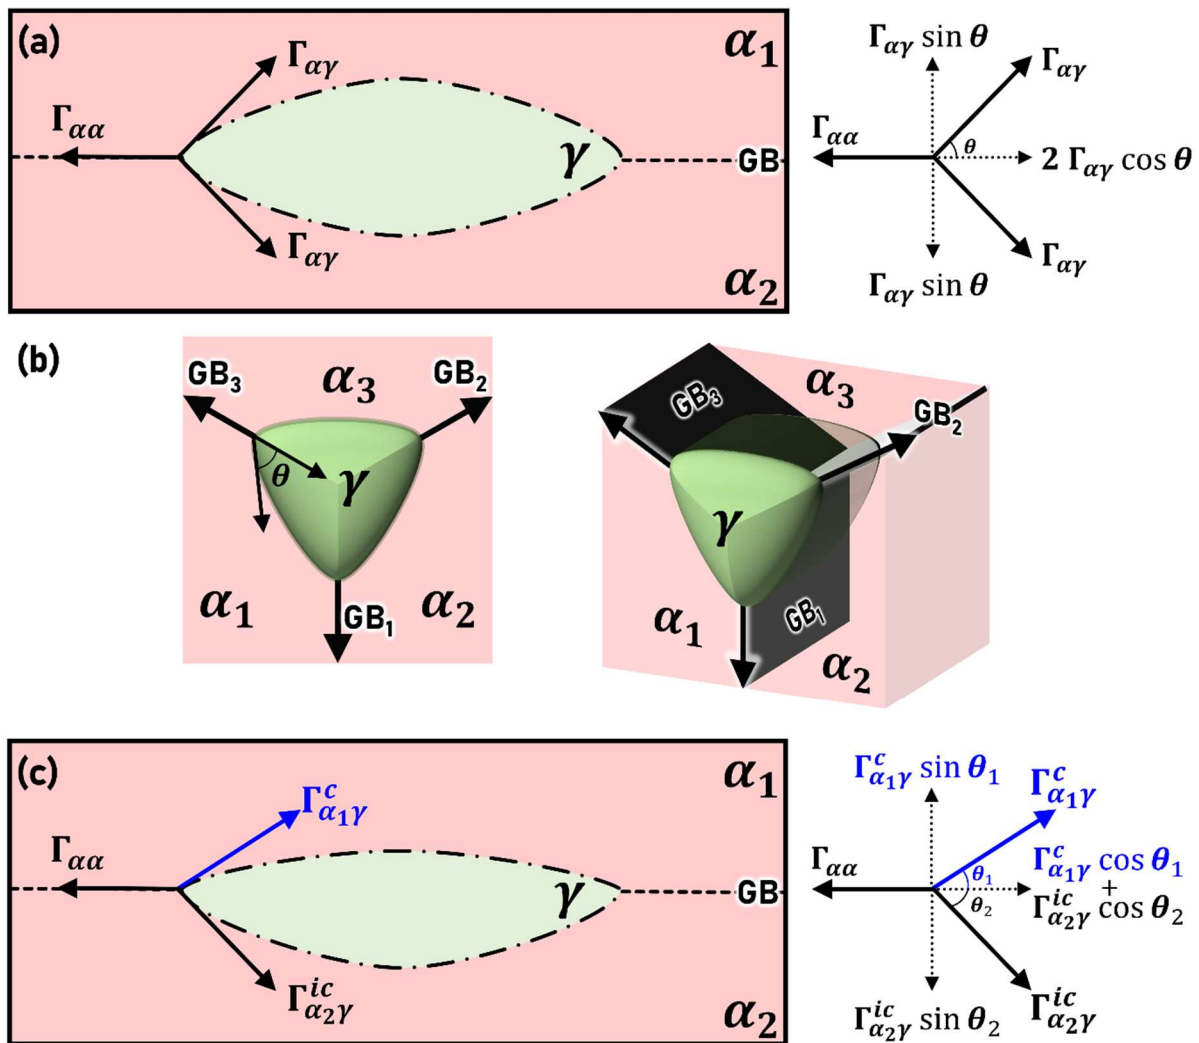 (a)
α₁
Γαγ
Γαα
γ
GB
Γαγ
α₂
Γαγ sin θ
Γαγ
Γαα
θ
2 Γαγ cos θ
Γαγ
Γαγ sin θ
(b)
GB₃
α₃
GB₂
θ
γ
α₁
GB₁
α₂
α₃
GB₃
GB₂
γ
α₁
GB₁
α₂
(c)
α₁
Γᶜα₁γ
Γαα
γ
GB
Γⁱᶜα₂γ
α₂
Γᶜα₁γ sin θ₁
Γᶜα₁γ
Γαα
θ₁
Γᶜα₁γ cos θ₁
+
θ₂
Γⁱᶜα₂γ cos θ₂
Γⁱᶜα₂γ
Γⁱᶜα₂γ sin θ₂